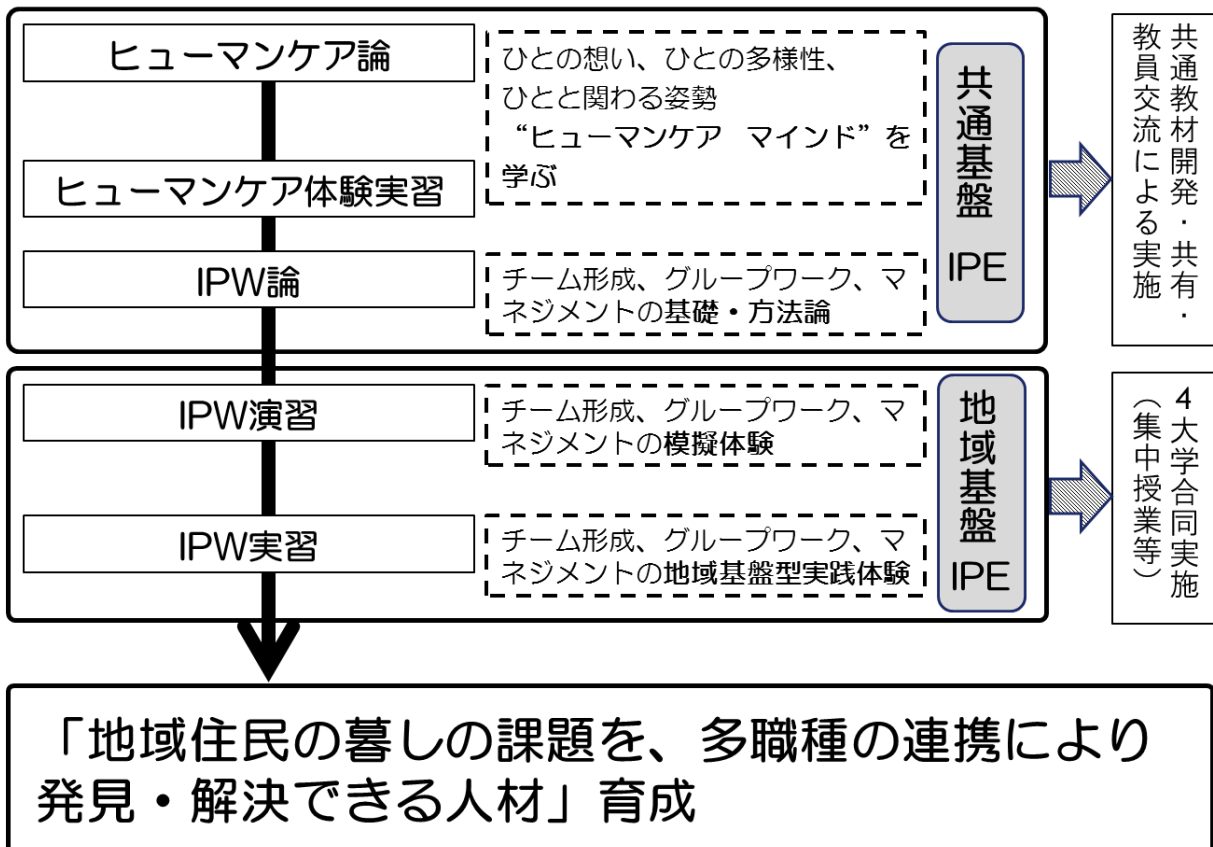 ヒューマンケア論
ひとの想い、ひとの多様性、
ひとと関わる姿勢
“ヒューマンケア　マインド”を
学ぶ
ヒューマンケア体験実習
IPW論
チーム形成、グループワーク、マ
ネジメントの基礎・方法論
共通基盤
IPE
共通教材開発・共有・
教員交流による実施
IPW演習
チーム形成、グループワーク、マ
ネジメントの模擬体験
IPW実習
チーム形成、グループワーク、マ
ネジメントの地域基盤型実践体験
地域基盤
IPE
4大学合同実施
（集中授業等）
「地域住民の暮しの課題を、多職種の連携により
発見・解決できる人材」育成